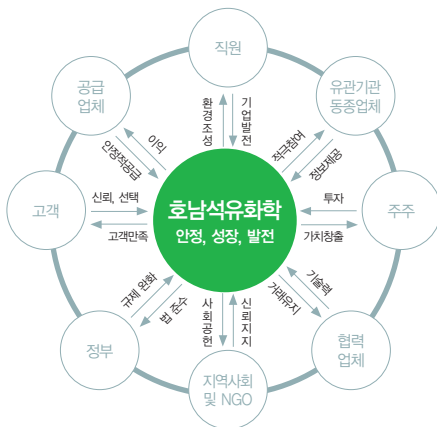 직원
공급
업체
유관기관
동종업체
환경조성
기업발전
이익
안정적공급
적극참여
정보제공
고객
신뢰, 선택
고객만족
호남석유화학
안정, 성장, 발전
투자
가치창출
주주
규제 완화
법 준수
사회공헌
신뢰지지
기술력
거래유지
정부
지역사회
및 NGO
협력
업체